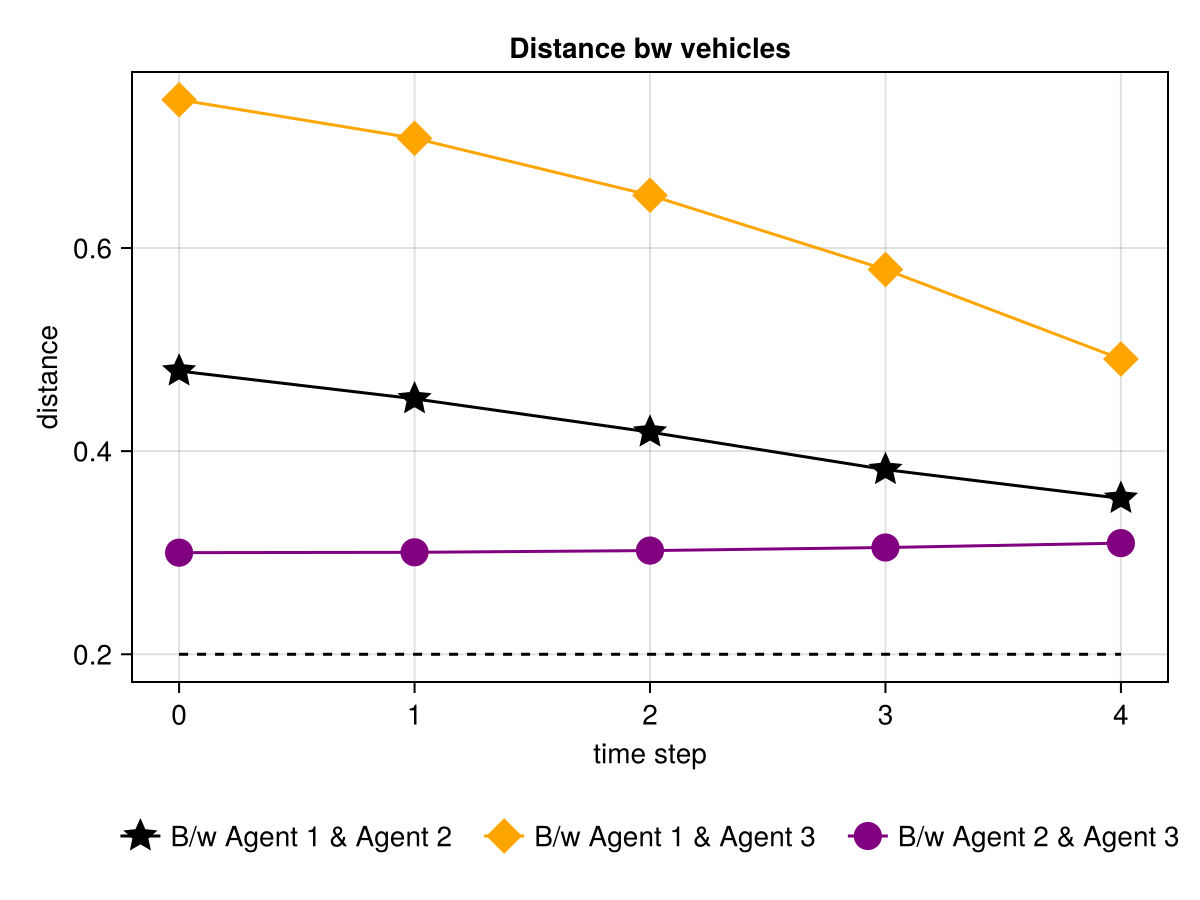 Distance bw vehicles
distance
0.6
0.4
0.2
0 1 2 3 4
time step
B/w Agent 1 & Agent 2 B/w Agent 1 & Agent 3 B/w Agent 2 & Agent 3